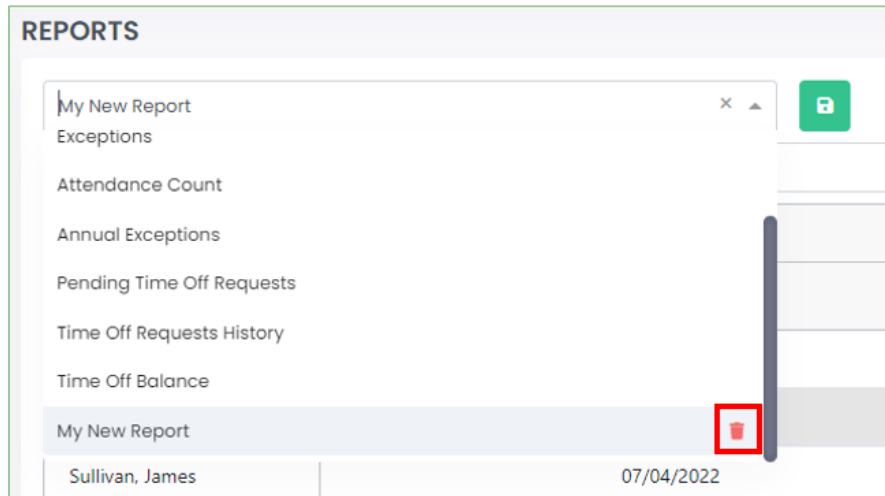 REPORTS
My New Report
Exceptions
Attendance Count
Annual Exceptions
Pending Time Off Requests
Time Off Requests History
Time Off Balance
My New Report
Sullivan, James 07/04/2022